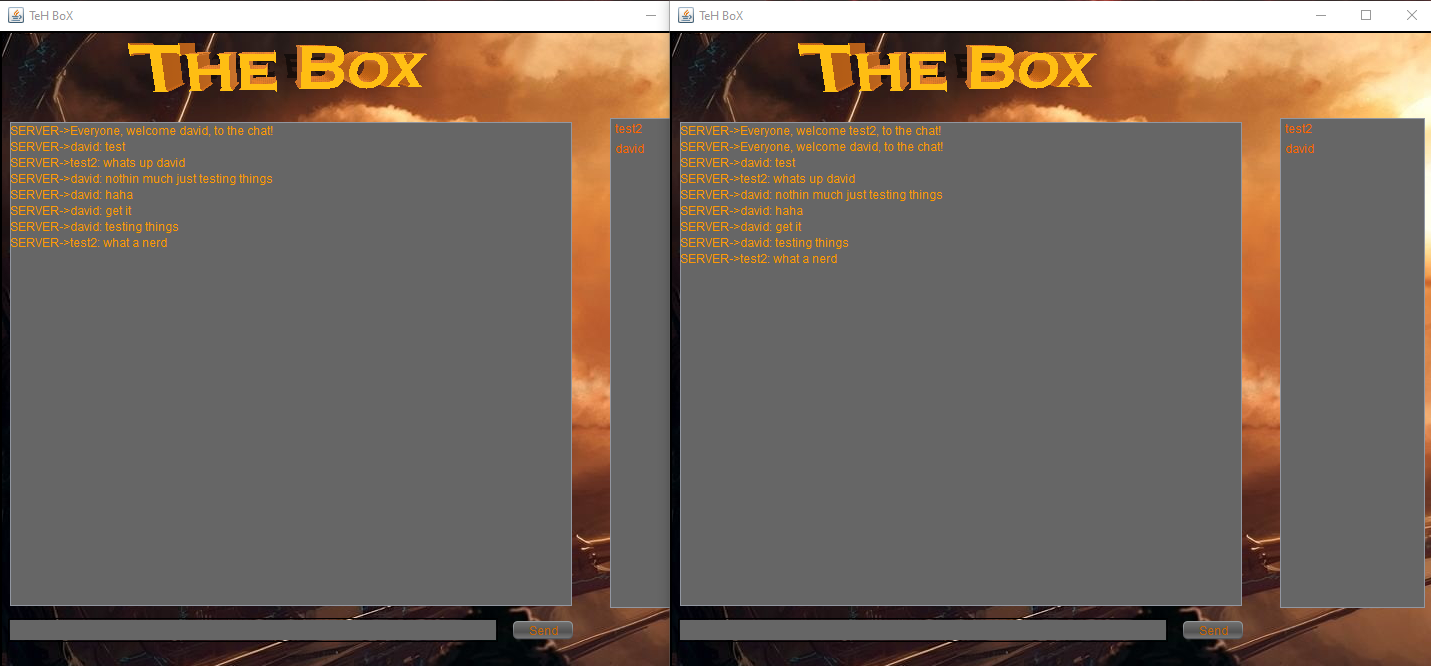 TeH BoX
The Box
SERVER->Everyone, welcome david, to the chat!
SERVER->david: test
SERVER->test2: whats up david
SERVER->david: nothin much just testing things
SERVER->david: haha
SERVER->david: get it
SERVER->david: testing things
SERVER->test2: what a nerd
test2
david
Send
TeH BoX
The Box
SERVER->Everyone, welcome test2, to the chat!
SERVER->Everyone, welcome david, to the chat!
SERVER->david: test
SERVER->test2: whats up david
SERVER->david: nothin much just testing things
SERVER->david: haha
SERVER->david: get it
SERVER->david: testing things
SERVER->test2: what a nerd
test2
david
Send